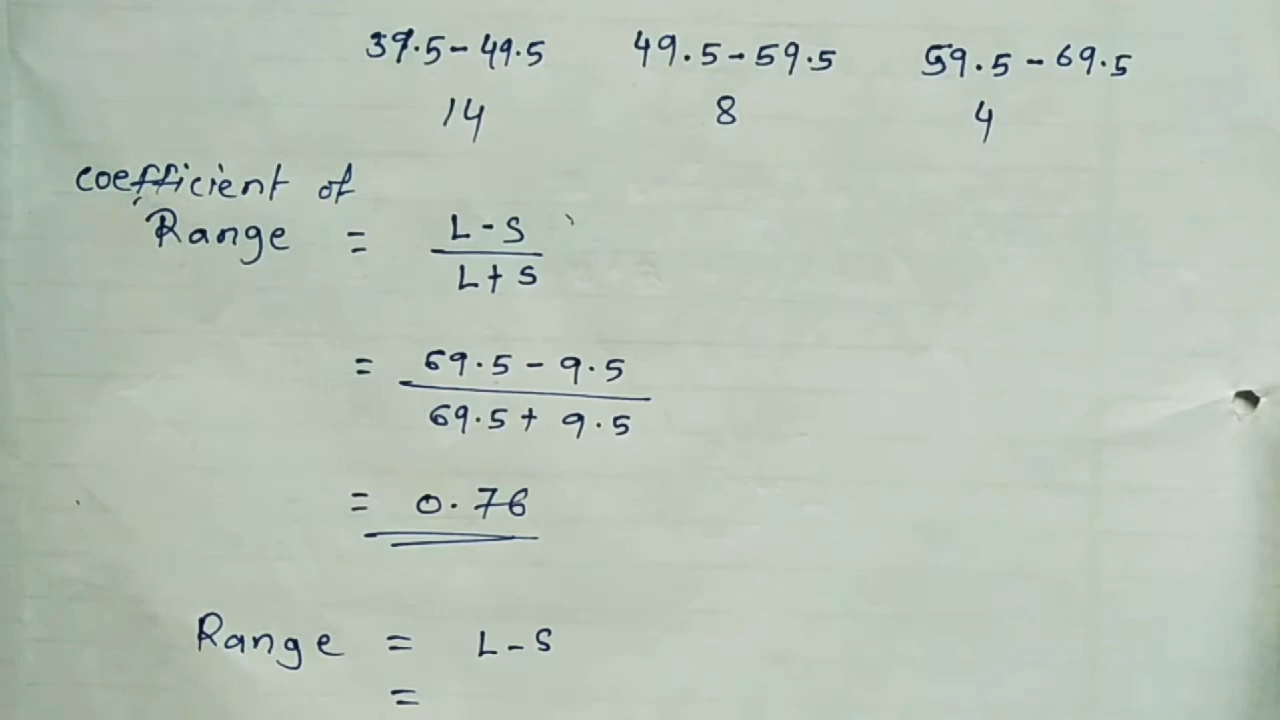 39.5 - 49.5 49.5 - 59.5 59.5 - 69.5
14 8 4
coefficient of
Range = L - S
L + S
= 69.5 - 9.5
69.5 + 9.5
= 0.76
Range = L - S
=